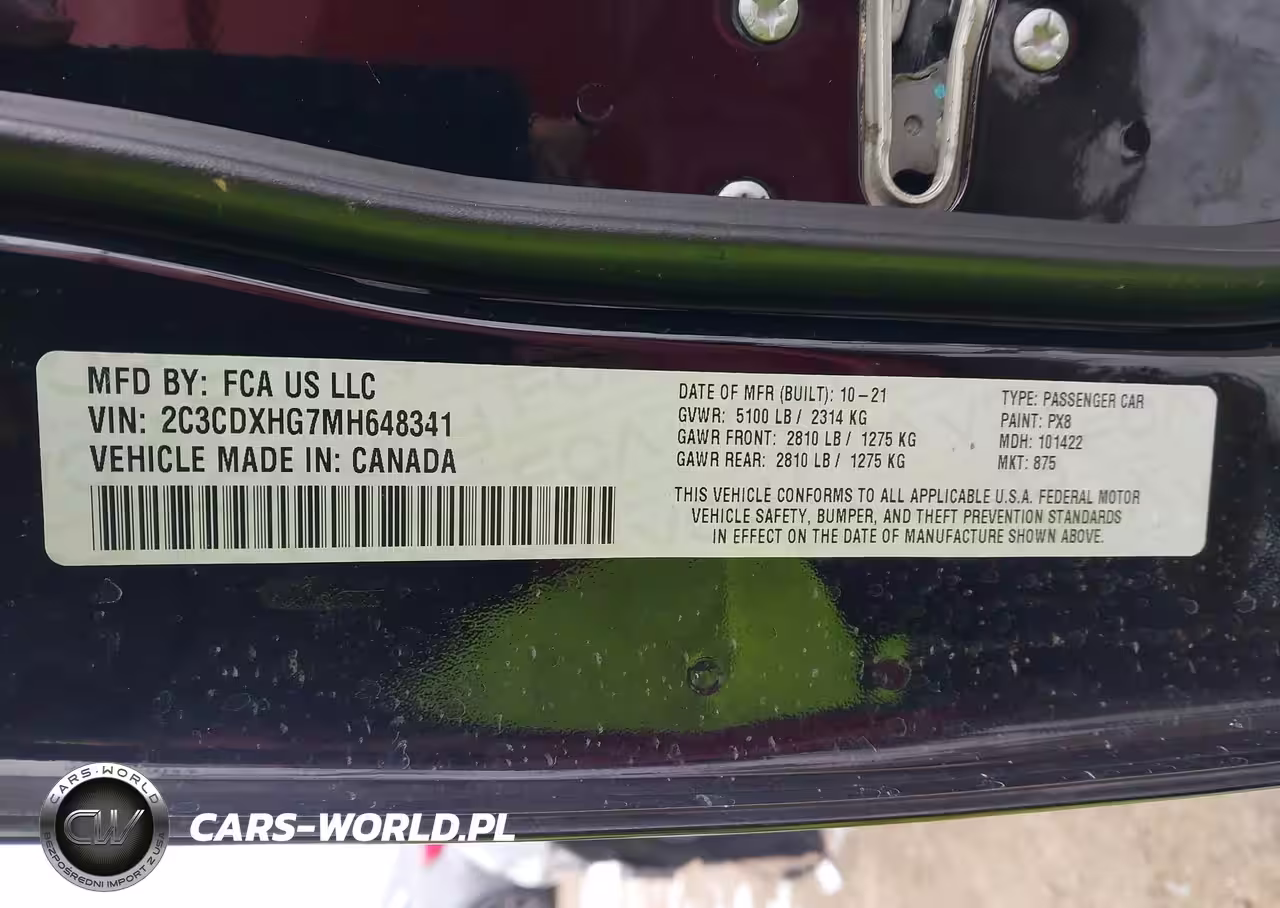 MFD BY: FCA US LLC
VIN: 2C3CDXHG7MH648341
VEHICLE MADE IN: CANADA
DATE OF MFR (BUILT): 10-21
GVWR: 5100 LB / 2314 KG
GAWR FRONT: 2810 LB / 1275 KG
GAWR REAR: 2810 LB / 1275 KG
TYPE: PASSENGER CAR
PAINT: PX8
MDH: 101422
MKT: 875
THIS VEHICLE CONFORMS TO ALL APPLICABLE U.S.A. FEDERAL MOTOR
VEHICLE SAFETY, BUMPER, AND THEFT PREVENTION STANDARDS
IN EFFECT ON THE DATE OF MANUFACTURE SHOWN ABOVE.
CARS-WORLD
CW
BEZPOŚREDNI IMPORT Z USA
CARS-WORLD.PL